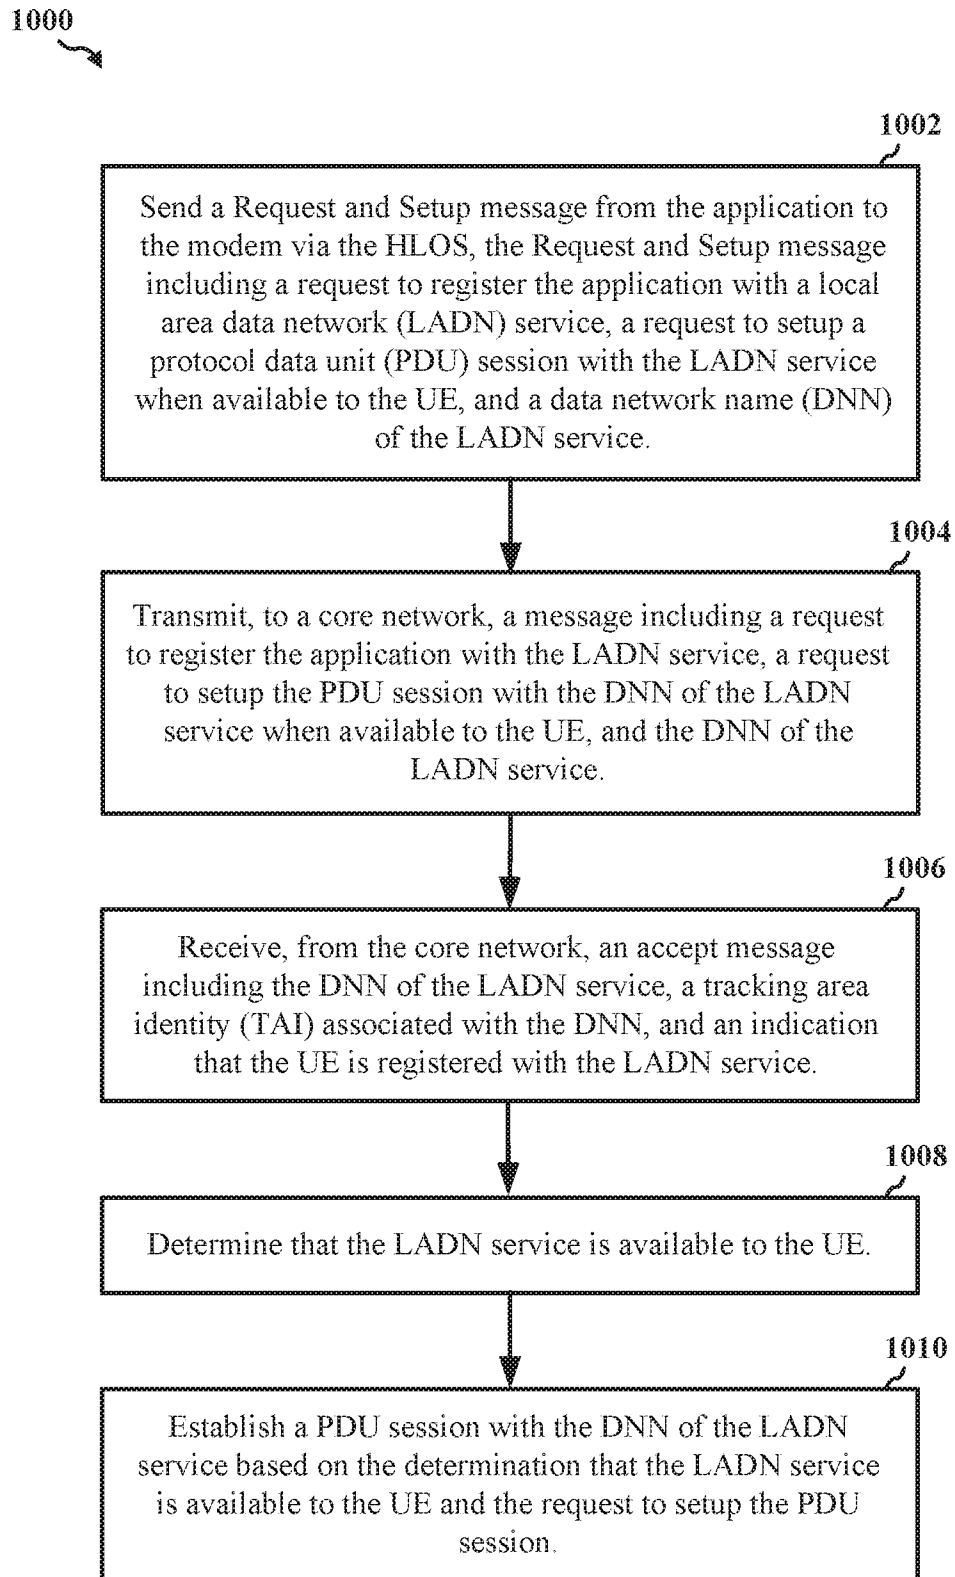 1000
1002
Send a Request and Setup message from the application to
the modem via the HLOS, the Request and Setup message
including a request to register the application with a local
area data network (LADN) service, a request to setup a
protocol data unit (PDU) session with the LADN service
when available to the UE, and a data network name (DNN)
of the LADN service.
1004
Transmit, to a core network, a message including a request
to register the application with the LADN service, a request
to setup the PDU session with the DNN of the LADN
service when available to the UE, and the DNN of the
LADN service.
1006
Receive, from the core network, an accept message
including the DNN of the LADN service, a tracking area
identity (TAI) associated with the DNN, and an indication
that the UE is registered with the LADN service.
1008
Determine that the LADN service is available to the UE.
1010
Establish a PDU session with the DNN of the LADN
service based on the determination that the LADN service
is available to the UE and the request to setup the PDU
session.